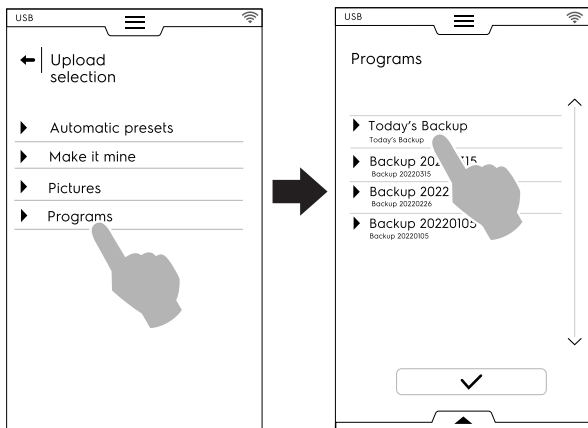 USB
Upload
selection
Automatic presets
Make it mine
Pictures
Programs
USB
Programs
Today's Backup
Today's Backup
Backup 315
Backup 20220315
Backup 2022
Backup 20220226
Backup 20220105
Backup 20220105